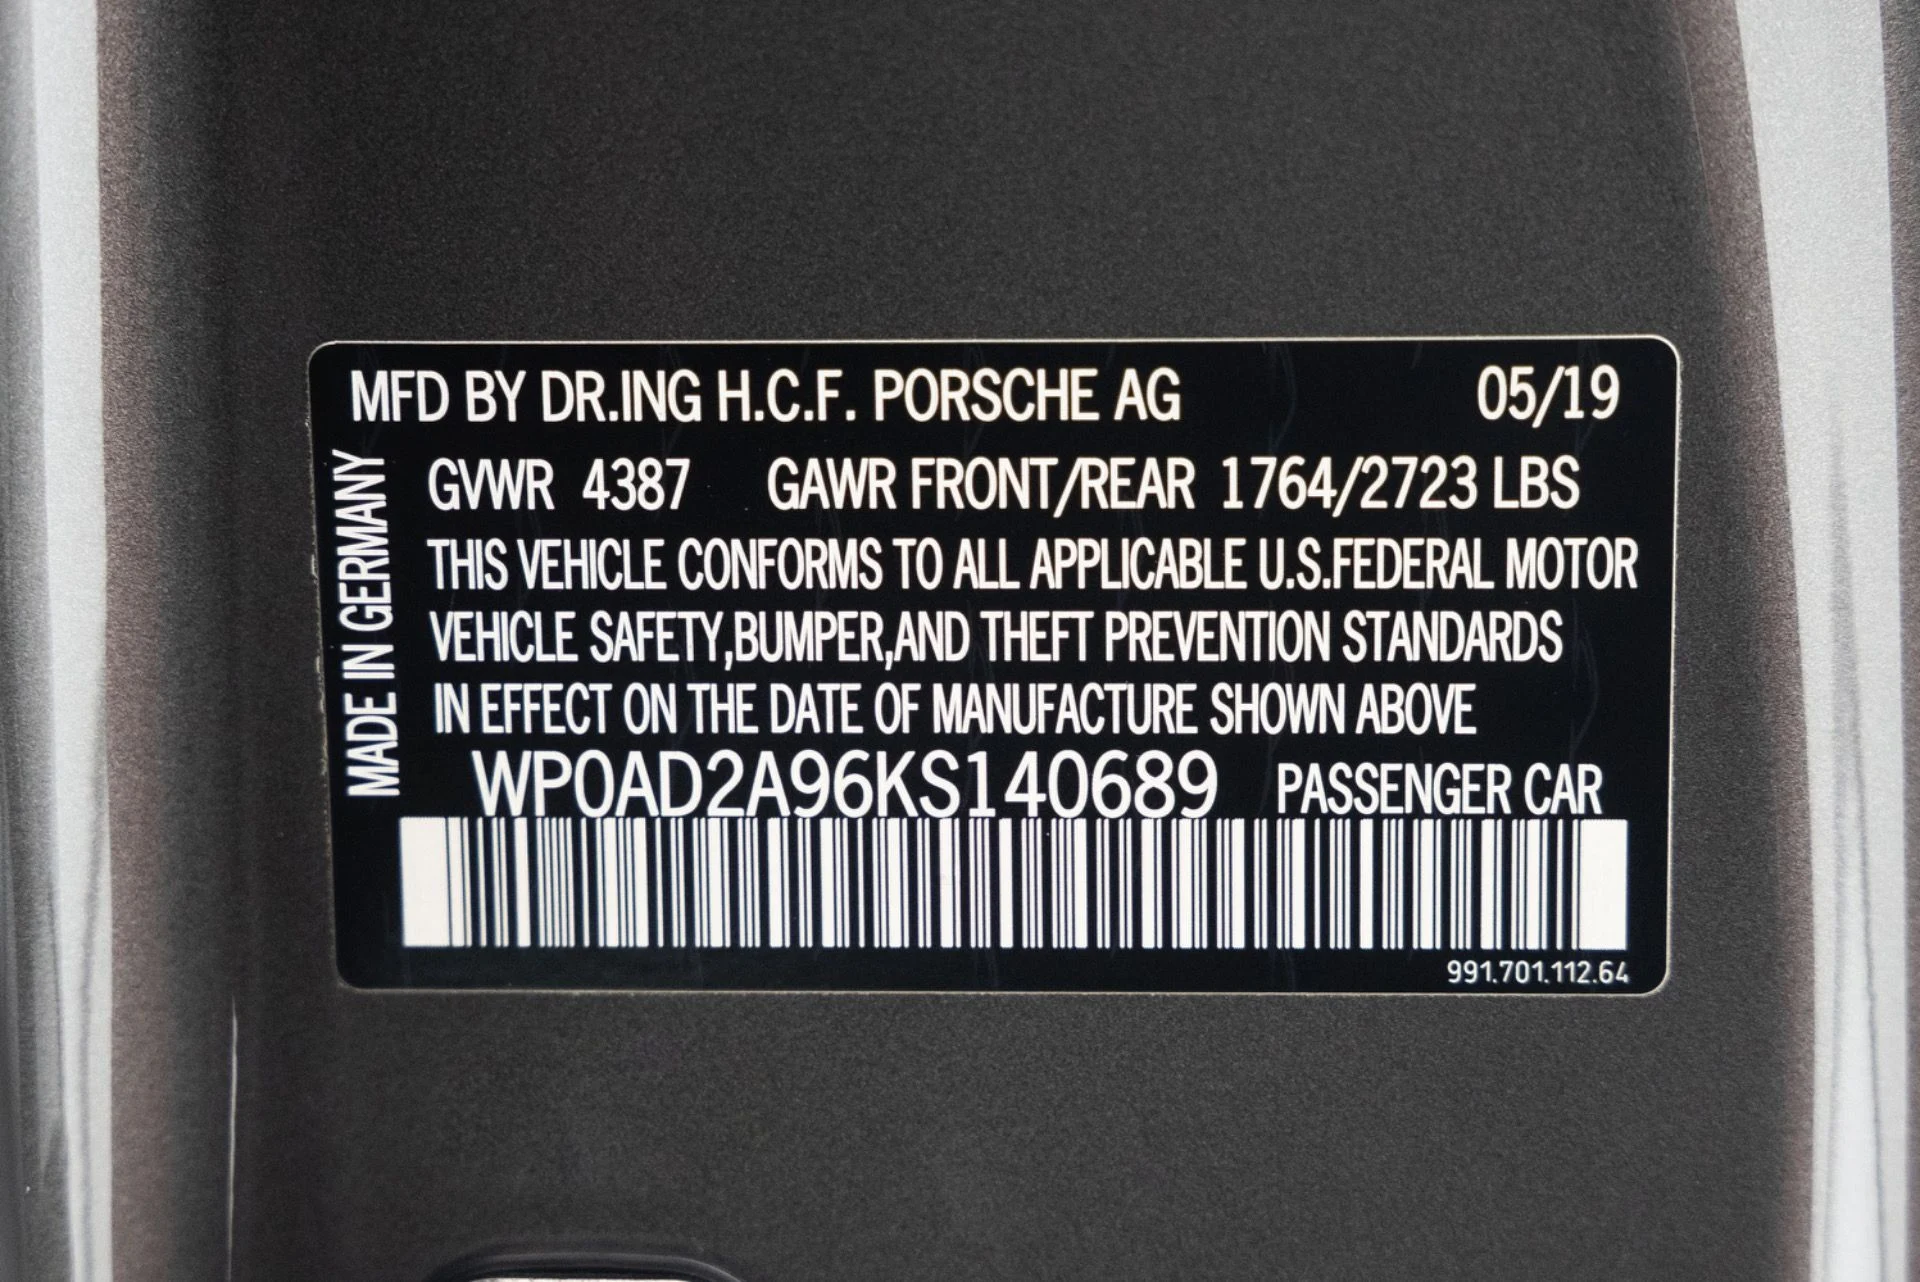 MFD BY DR.ING H.C.F. PORSCHE AG 05/19
MADE IN GERMANY
GVWR 4387 GAWR FRONT/REAR 1764/2723 LBS
THIS VEHICLE CONFORMS TO ALL APPLICABLE U.S.FEDERAL MOTOR
VEHICLE SAFETY,BUMPER,AND THEFT PREVENTION STANDARDS
IN EFFECT ON THE DATE OF MANUFACTURE SHOWN ABOVE
WP0AD2A96KS140689 PASSENGER CAR
991.701.112.64